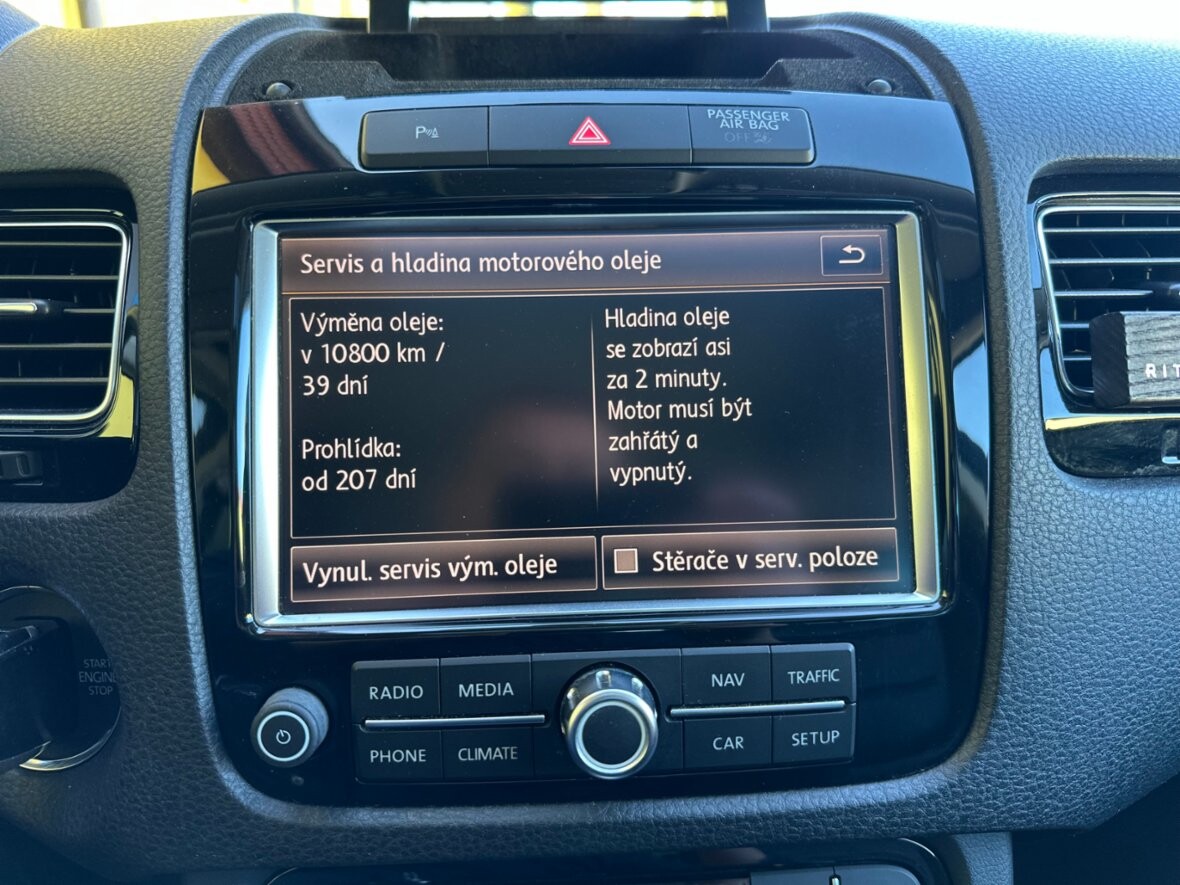 P
PASSENGER
AIR BAG
OFF
Servis a hladina motorového oleje
Výměna oleje:
v 10800 km /
39 dní
Prohlídka:
od 207 dní
Hladina oleje
se zobrazí asi
za 2 minuty.
Motor musí být
zahřátý a
vypnutý.
Vynul. servis vým. oleje
Stěrače v serv. poloze
RIT
START
ENGINE
STOP
RADIO
MEDIA
NAV
TRAFFIC
PHONE
CLIMATE
CAR
SETUP